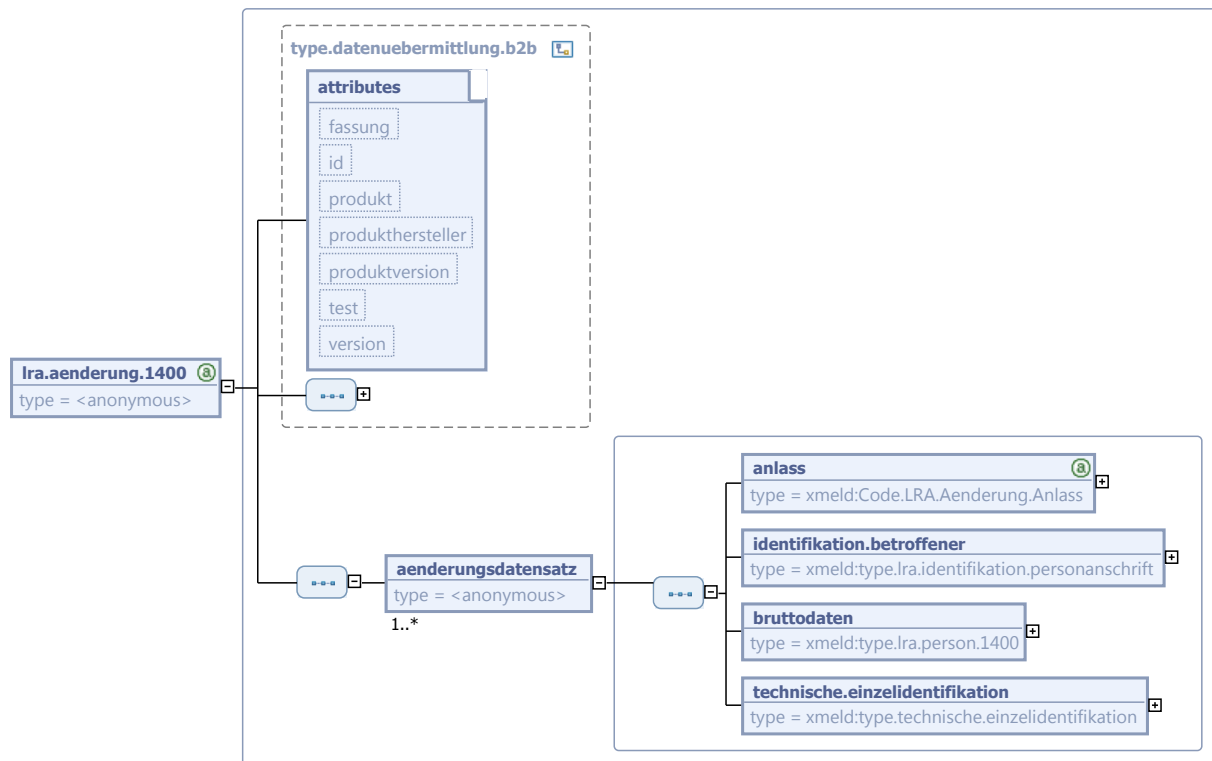 type.datenuebermittlung.b2b
attributes
fassung
id
produkt
produkthersteller
produktversion
test
version
lra.aenderung.1400 a
type = <anonymous>
aenderungsdatensatz
type = <anonymous>
1..*
anlass a
type = xmeld:Code.LRA.Aenderung.Anlass
identifikation.betroffener
type = xmeld:type.lra.identifikation.personanschrift
bruttodaten
type = xmeld:type.lra.person.1400
technische.einzelidentifikation
type = xmeld:type.technische.einzelidentifikation